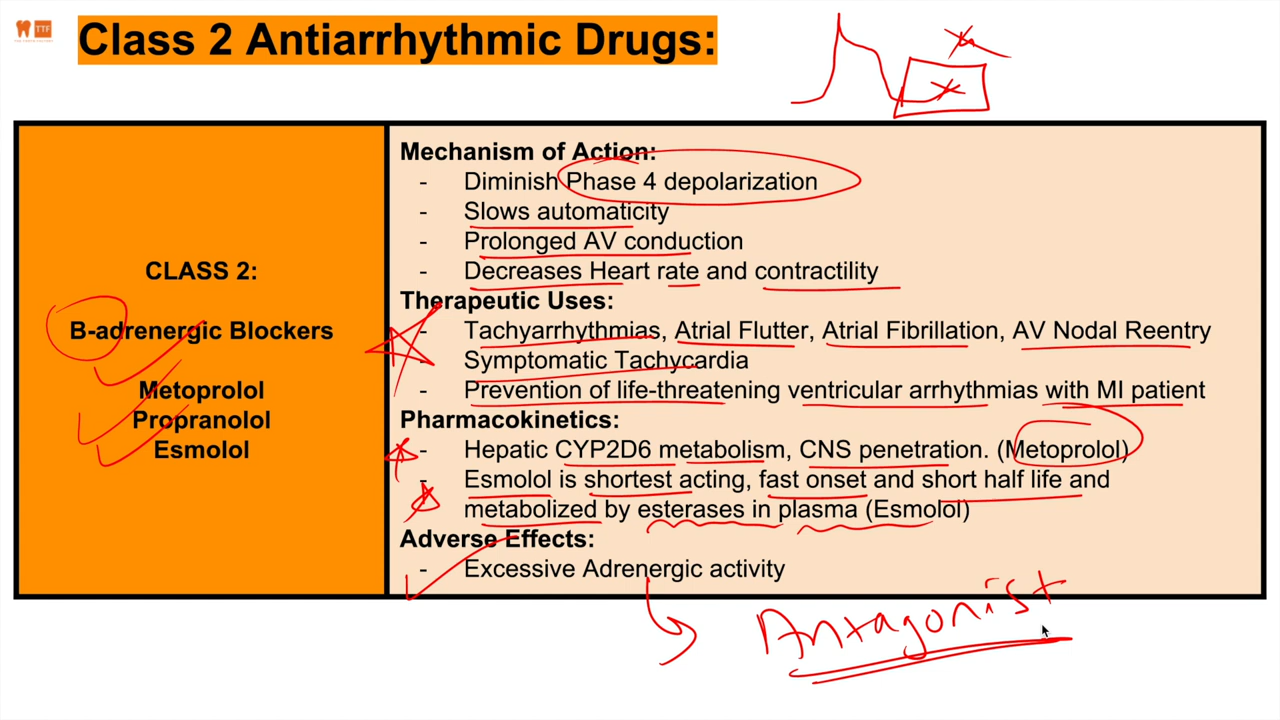 TTF
Class 2 Antiarrhythmic Drugs:
CLASS 2:
B-adrenergic Blockers
Metoprolol
Propranolol
Esmolol
Mechanism of Action:
- Diminish Phase 4 depolarization
- Slows automaticity
- Prolonged AV conduction
- Decreases Heart rate and contractility
Therapeutic Uses:
- Tachyarrhythmias, Atrial Flutter, Atrial Fibrillation, AV Nodal Reentry
- Symptomatic Tachycardia
- Prevention of life-threatening ventricular arrhythmias with MI patient
Pharmacokinetics:
- Hepatic CYP2D6 metabolism, CNS penetration. (Metoprolol)
- Esmolol is shortest acting, fast onset and short half life and
metabolized by esterases in plasma (Esmolol)
Adverse Effects:
- Excessive Adrenergic activity
Antagonist